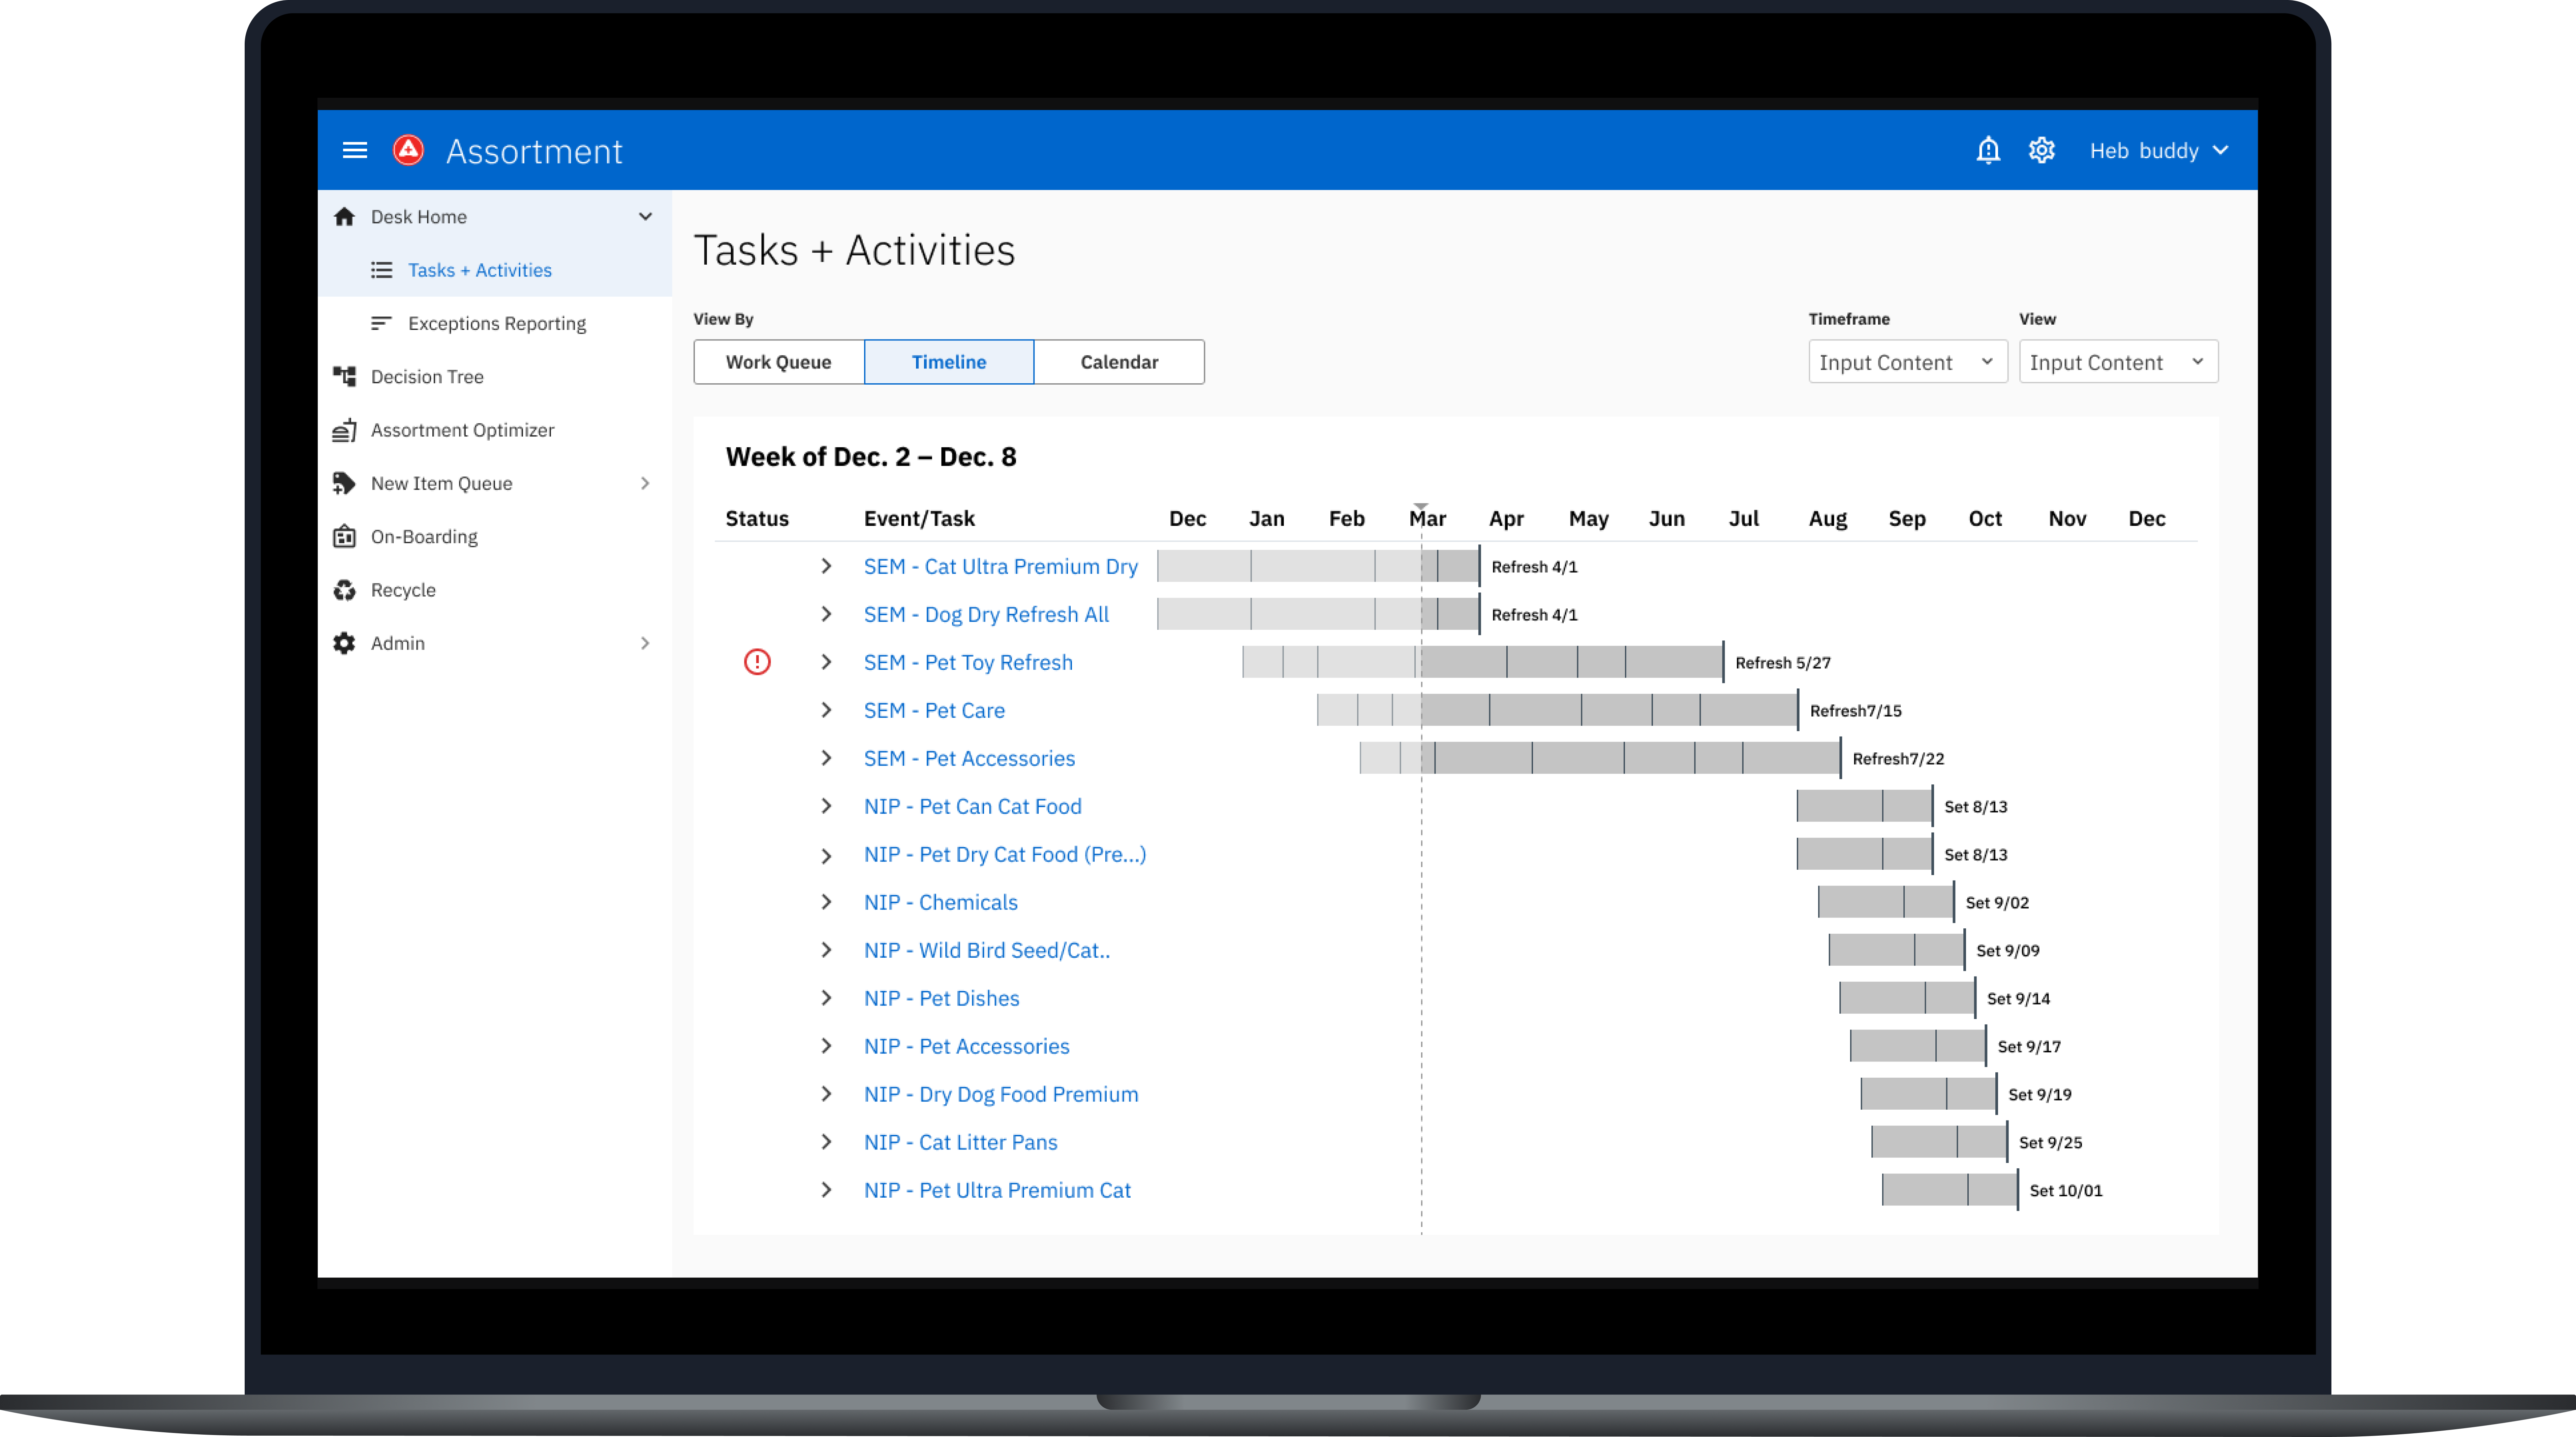 Assortment
Heb buddy
Desk Home
Tasks + Activities
Exceptions Reporting
Decision Tree
Assortment Optimizer
New Item Queue
On-Boarding
Recycle
Admin
Tasks + Activities
View By
Work Queue Timeline Calendar
Timeframe View
Input Content Input Content
Week of Dec. 2 – Dec. 8
Status Event/Task Dec Jan Feb Mar Apr May Jun Jul Aug Sep Oct Nov Dec
SEM - Cat Ultra Premium Dry Refresh 4/1
SEM - Dog Dry Refresh All Refresh 4/1
SEM - Pet Toy Refresh Refresh 5/27
SEM - Pet Care Refresh7/15
SEM - Pet Accessories Refresh7/22
NIP - Pet Can Cat Food Set 8/13
NIP - Pet Dry Cat Food (Pre...) Set 8/13
NIP - Chemicals Set 9/02
NIP - Wild Bird Seed/Cat.. Set 9/09
NIP - Pet Dishes Set 9/14
NIP - Pet Accessories Set 9/17
NIP - Dry Dog Food Premium Set 9/19
NIP - Cat Litter Pans Set 9/25
NIP - Pet Ultra Premium Cat Set 10/01